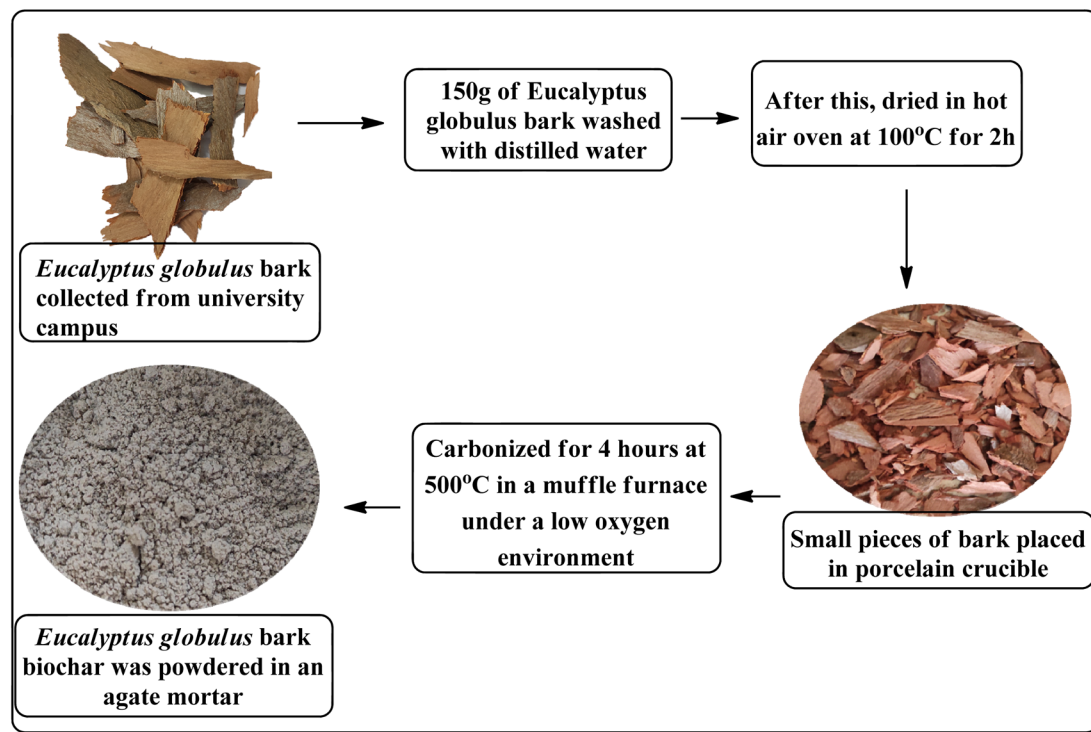 Eucalyptus globulus bark
collected from university
campus
150g of Eucalyptus
globulus bark washed
with distilled water
After this, dried in hot
air oven at 100°C for 2h
Small pieces of bark placed
in porcelain crucible
Carbonized for 4 hours at
500°C in a muffle furnace
under a low oxygen
environment
Eucalyptus globulus bark
biochar was powdered in an
agate mortar